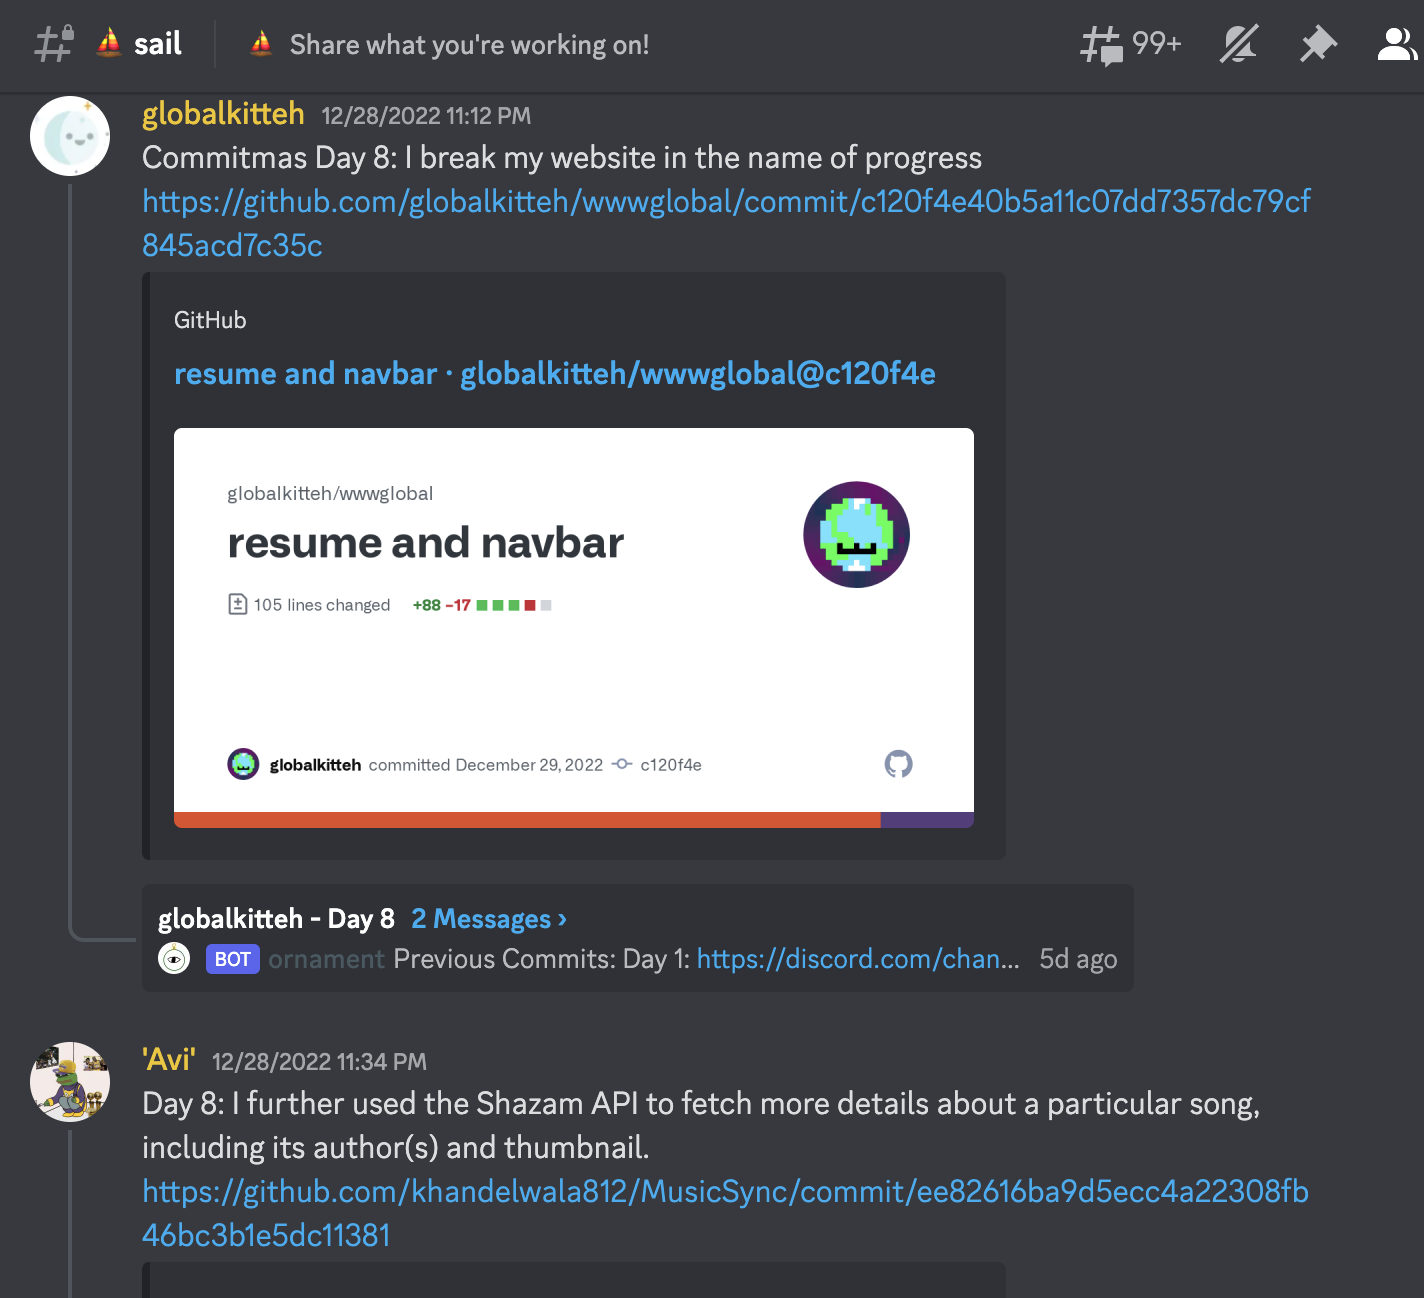 sail
Share what you're working on!
99+
globalkitteh 12/28/2022 11:12 PM
Commitmas Day 8: I break my website in the name of progress
https://github.com/globalkitteh/wwwglobal/commit/c120f4e40b5a11c07dd7357dc79cf
845acd7c35c
GitHub
resume and navbar · globalkitteh/wwwglobal@c120f4e
globalkitteh/wwwglobal
resume and navbar
105 lines changed +88 −17
globalkitteh committed December 29, 2022 c120f4e
globalkitteh - Day 8 2 Messages ›
BOT ornament Previous Commits: Day 1: https://discord.com/chan... 5d ago
'Avi' 12/28/2022 11:34 PM
Day 8: I further used the Shazam API to fetch more details about a particular song,
including its author(s) and thumbnail.
https://github.com/khandelwala812/MusicSync/commit/ee82616ba9d5ecc4a22308fb
46bc3b1e5dc11381